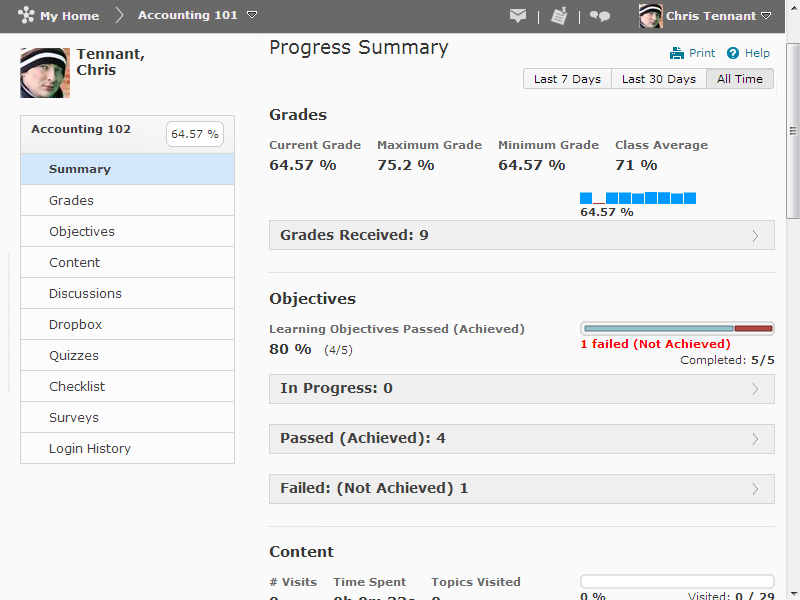 My Home
Accounting 101
Chris Tennant
Tennant,
Chris
Accounting 102
64.57 %
Summary
Grades
Objectives
Content
Discussions
Dropbox
Quizzes
Checklist
Surveys
Login History
Progress Summary
Print
Help
Last 7 Days
Last 30 Days
All Time
Grades
Current Grade Maximum Grade Minimum Grade Class Average
64.57 % 75.2 % 64.57 % 71 %
64.57 %
Grades Received: 9
Objectives
Learning Objectives Passed (Achieved)
80 % (4/5)
1 failed (Not Achieved)
Completed: 5/5
In Progress: 0
Passed (Achieved): 4
Failed: (Not Achieved) 1
Content
# Visits Time Spent Topics Visited
0 %
Visited: 0 / 29